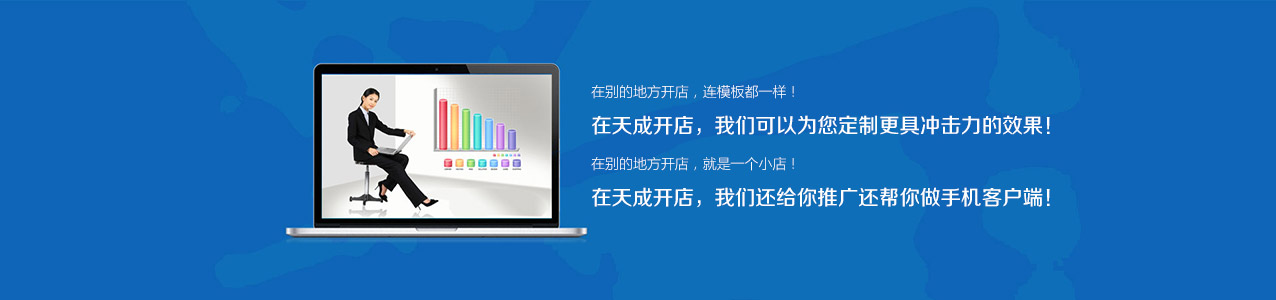 在别的地方开店，连模板都一样！
在天成开店，我们可以为您定制更具冲击力的效果！
在别的地方开店，就是一个小店！
在天成开店，我们还给你推广还帮你做手机客户端！